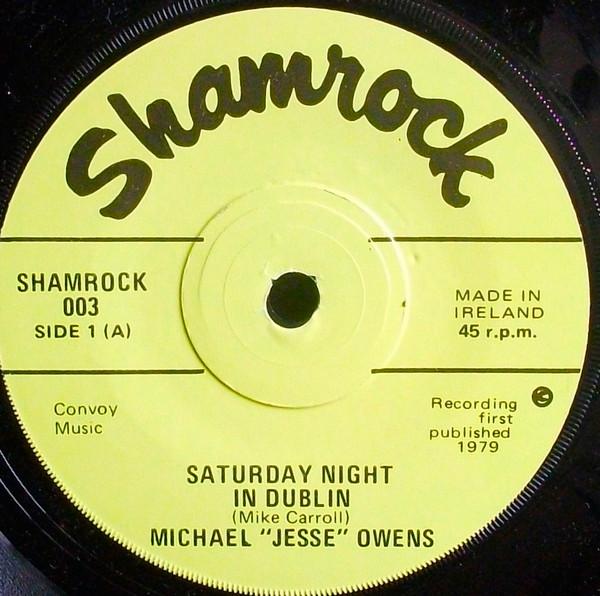 Shamrock
SHAMROCK
003
SIDE 1 (A)
MADE IN
IRELAND
45 r.p.m.
Convoy
Music
Recording
first
published
1979
SATURDAY NIGHT
IN DUBLIN
(Mike Carroll)
MICHAEL "JESSE" OWENS